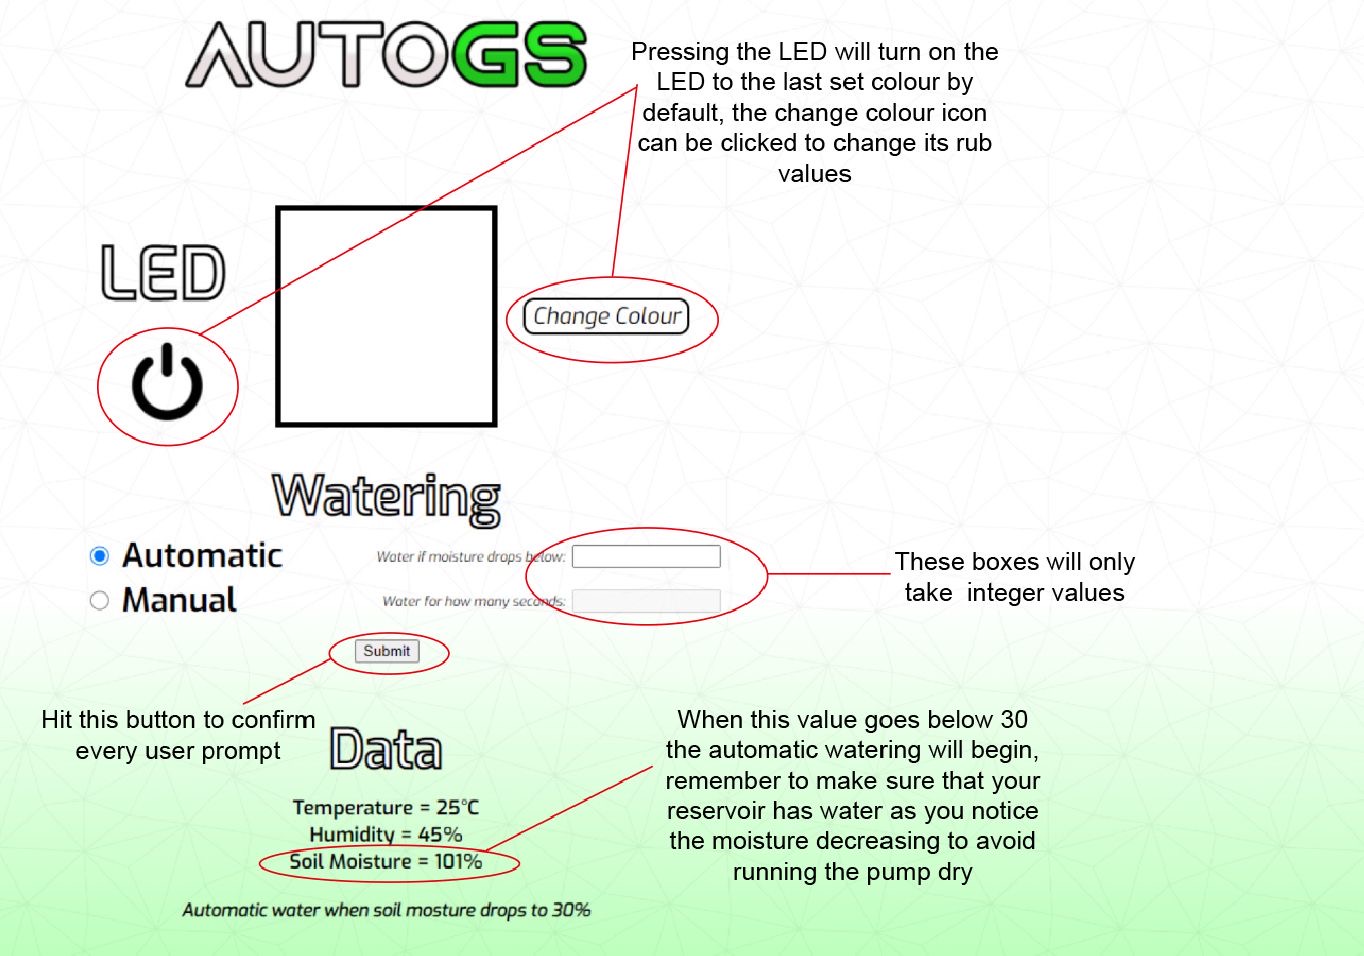 AUTOGS
Pressing the LED will turn on the
LED to the last set colour by
default, the change colour icon
can be clicked to change its rub
values
LED
Change Colour
Watering
Automatic
Manual
Water if moisture drops below:
Water for how many seconds:
These boxes will only
take integer values
Submit
Hit this button to confirm
every user prompt
Data
Temperature = 25°C
Humidity = 45%
Soil Moisture = 101%
When this value goes below 30
the automatic watering will begin,
remember to make sure that your
reservoir has water as you notice
the moisture decreasing to avoid
running the pump dry
Automatic water when soil mosture drops to 30%